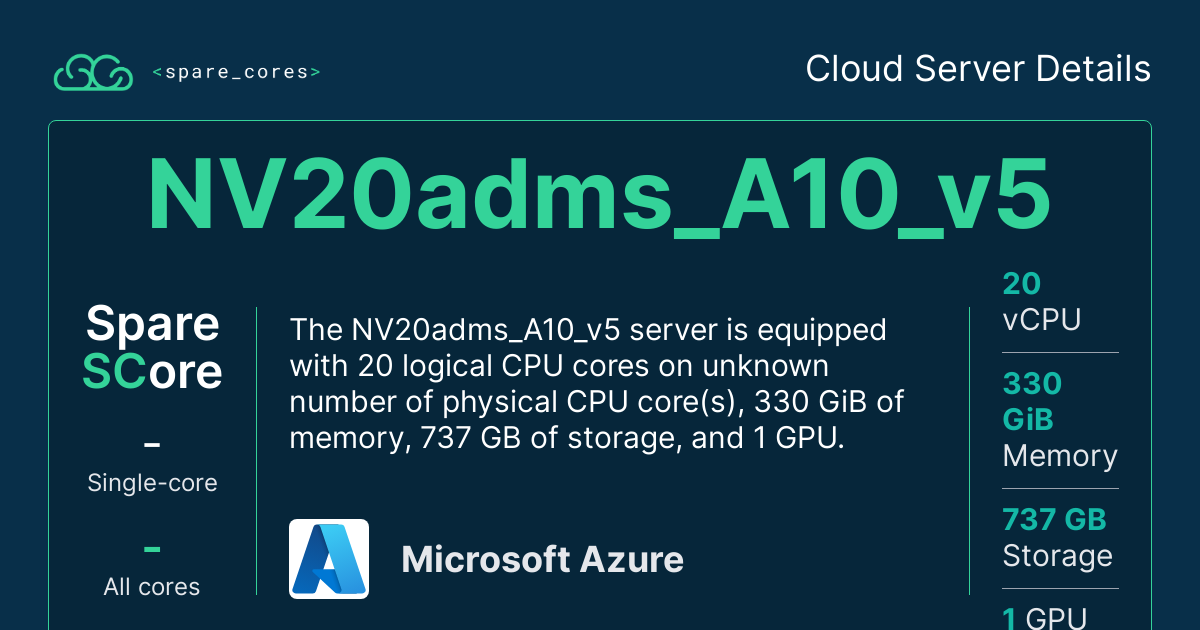 <spare_cores>
Cloud Server Details
NV20adms_A10_v5
Spare
SCore
-
Single-core
-
All cores
The NV20adms_A10_v5 server is equipped
with 20 logical CPU cores on unknown
number of physical CPU core(s), 330 GiB of
memory, 737 GB of storage, and 1 GPU.
Microsoft Azure
20
vCPU
330
GiB
Memory
737 GB
Storage
1 GPU